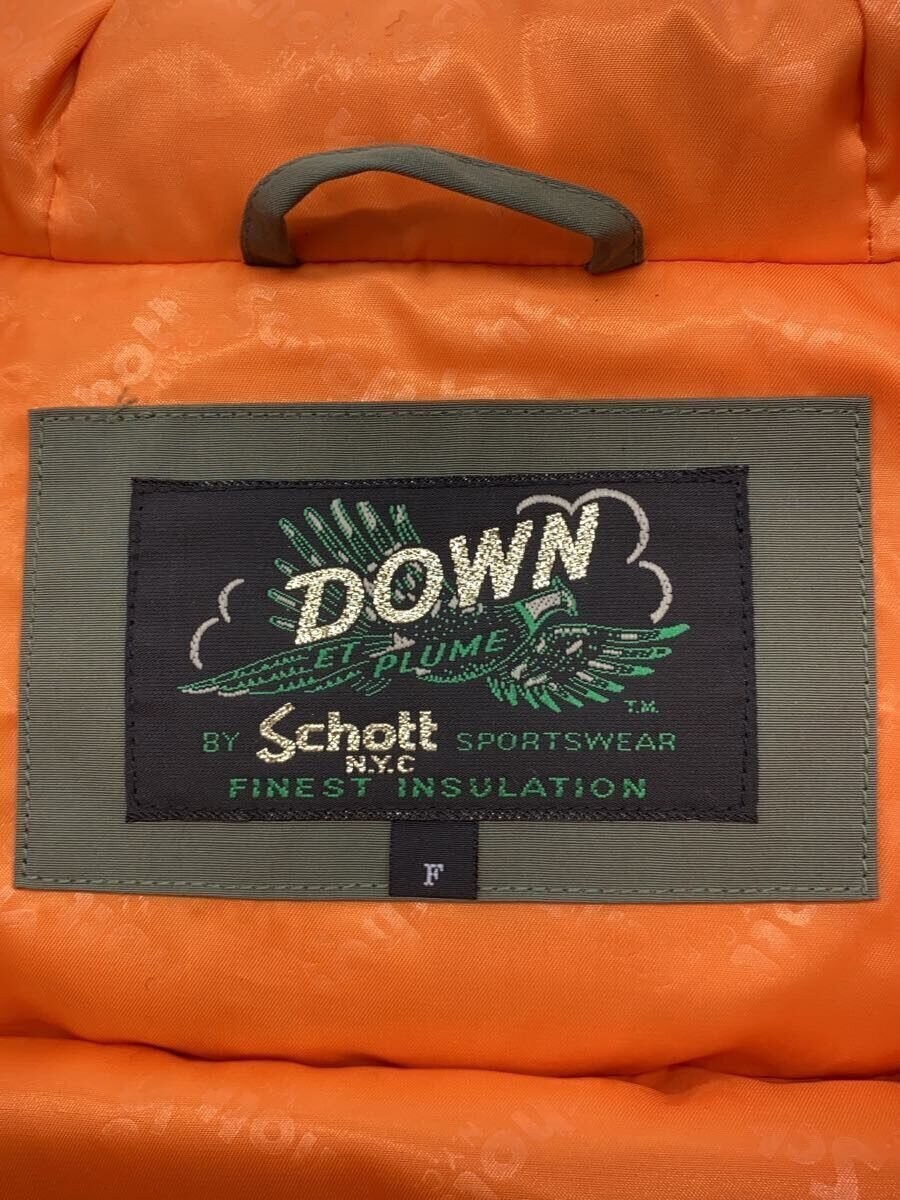 DOWN
ET PLUME
T.M.
BY Schott SPORTSWEAR
N.Y.C
FINEST INSULATION
F